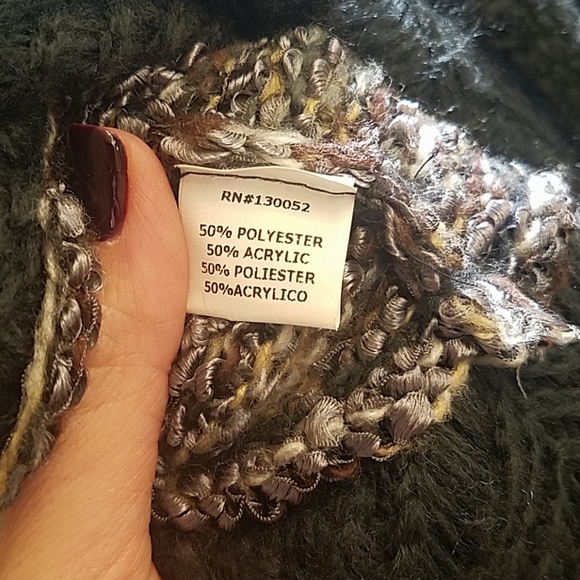 RN#130052
50% POLYESTER
50% ACRYLIC
50% POLIESTER
50%ACRYLICO